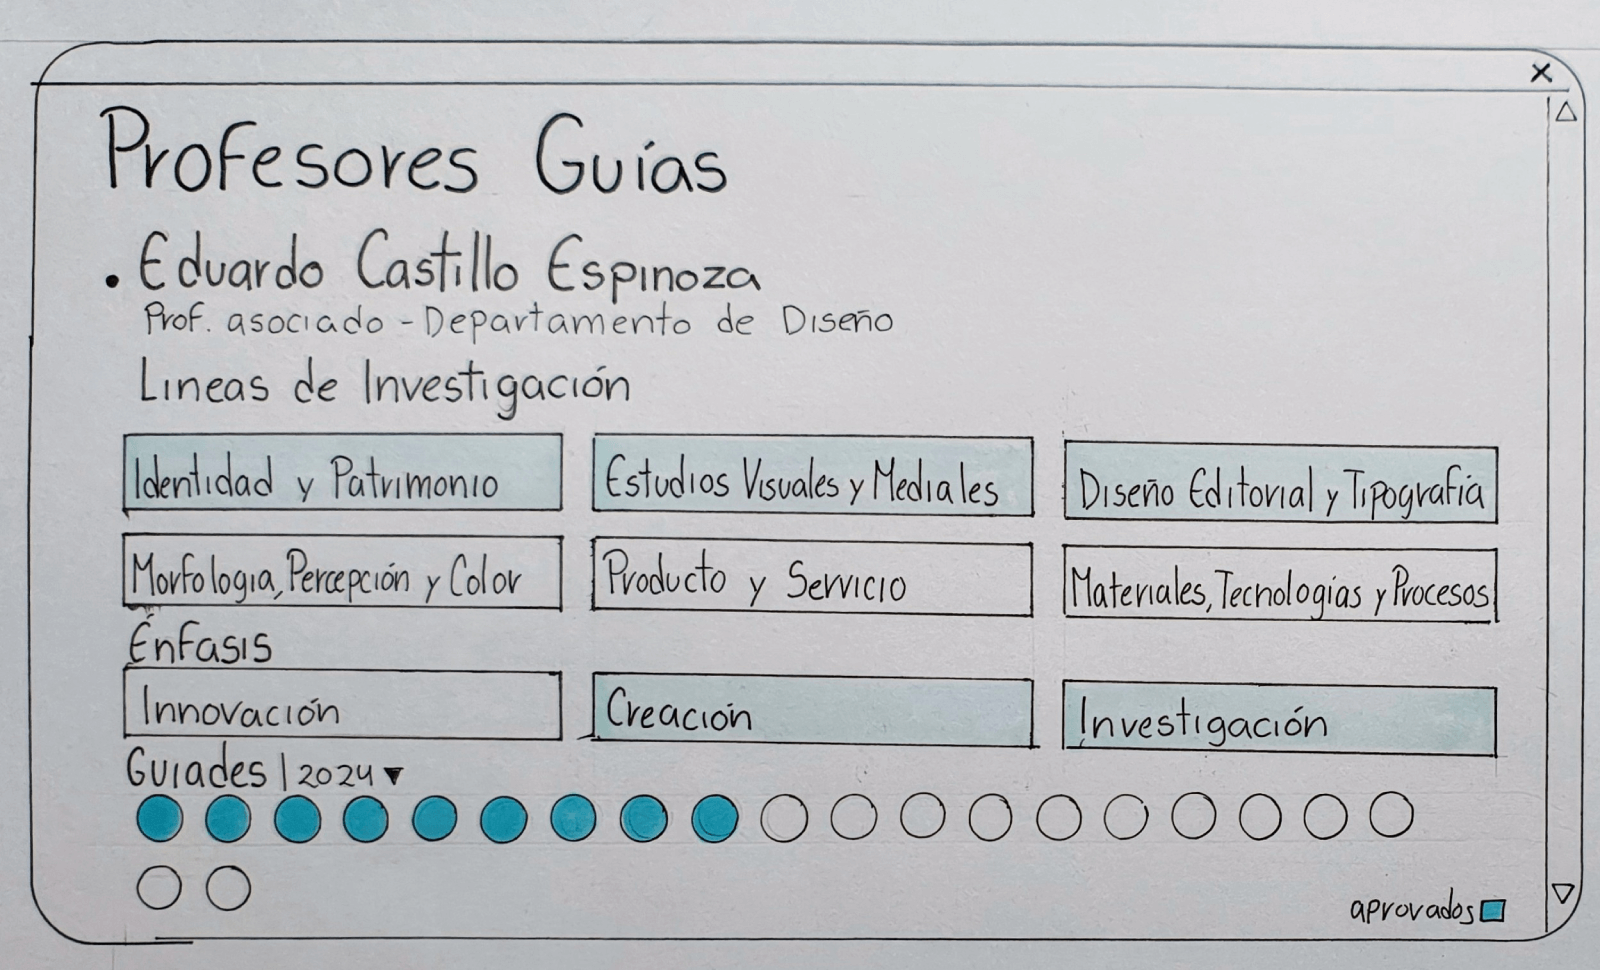 Profesores Guías
• Eduardo Castillo Espinoza
Prof. asociado - Departamento de Diseño
Lineas de Investigación
Identidad y Patrimonio
Estudios Visuales y Mediales
Diseño Editorial y Tipografía
Morfologia, Percepción y Color
Producto y Servicio
Materiales, Tecnologías y Procesos
Énfasis
Innovación
Creación
Investigación
Guiades | 2024 ▼
aprovados